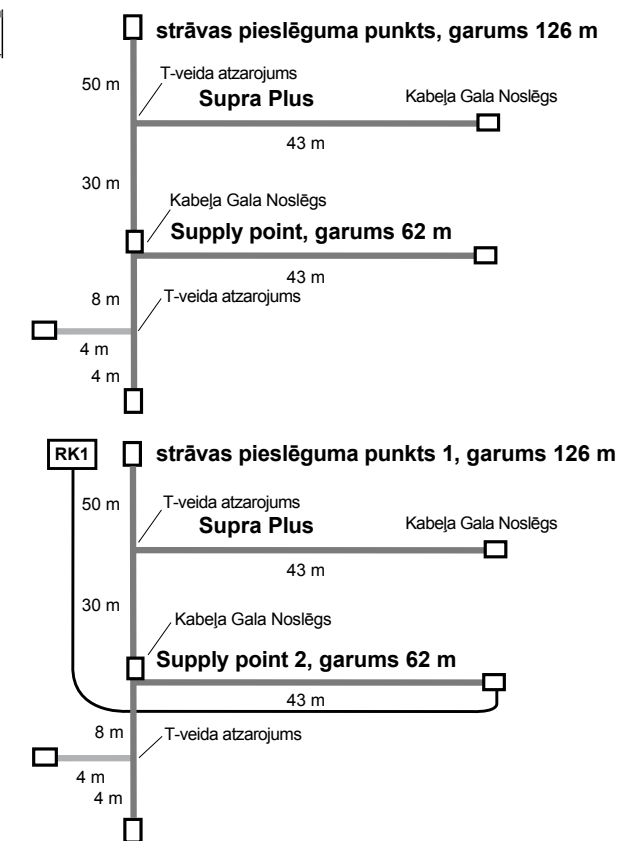 strāvas pieslēguma punkts, garums 126 m
T-veida atzarojums
50 m
Supra Plus
Kabeļa Gala Noslēgs
43 m
30 m
Kabeļa Gala Noslēgs
Supply point, garums 62 m
43 m
8 m
T-veida atzarojums
4 m
4 m
RK1
strāvas pieslēguma punkts 1, garums 126 m
50 m
T-veida atzarojums
Supra Plus
Kabeļa Gala Noslēgs
43 m
30 m
Kabeļa Gala Noslēgs
Supply point 2, garums 62 m
43 m
8 m
T-veida atzarojums
4 m
4 m